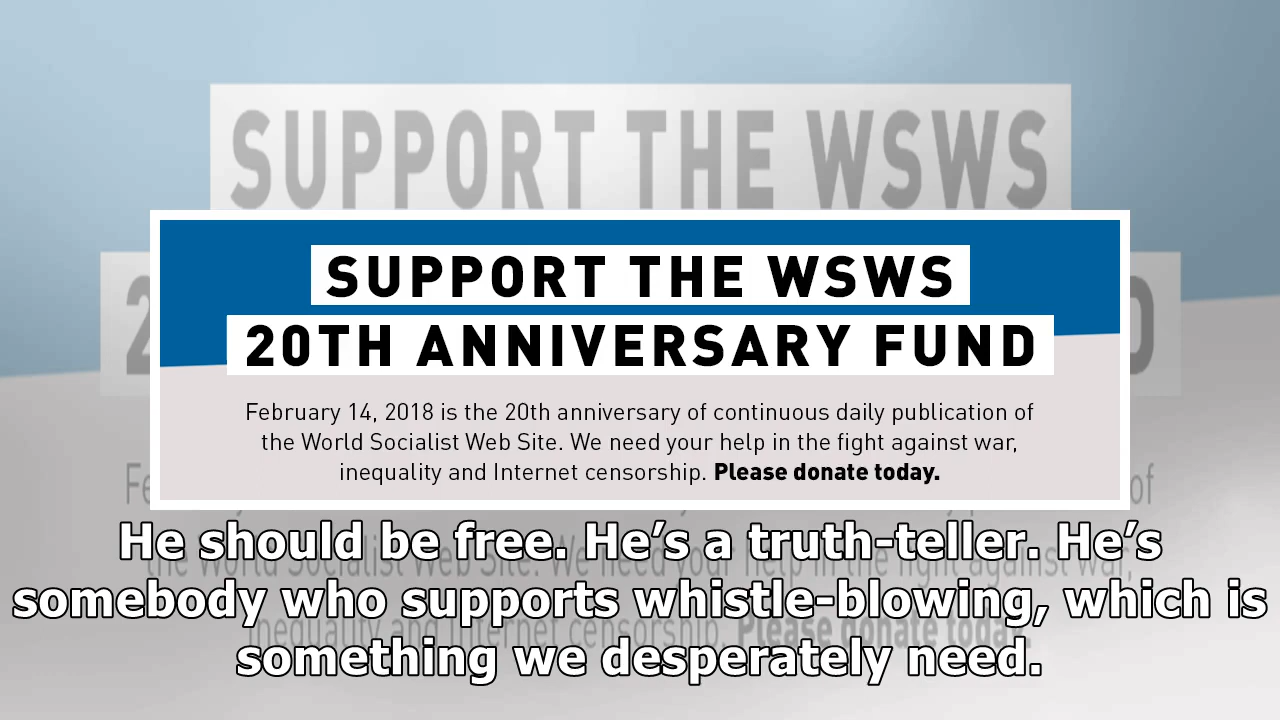 SUPPORT THE WSWS
SUPPORT THE WSWS
20TH ANNIVERSARY FUND
February 14, 2018 is the 20th anniversary of continuous daily publication of
the World Socialist Web Site. We need your help in the fight against war,
inequality and Internet censorship. Please donate today.
He should be free. He’s a truth-teller. He’s
somebody who supports whistle-blowing, which is
something we desperately need.